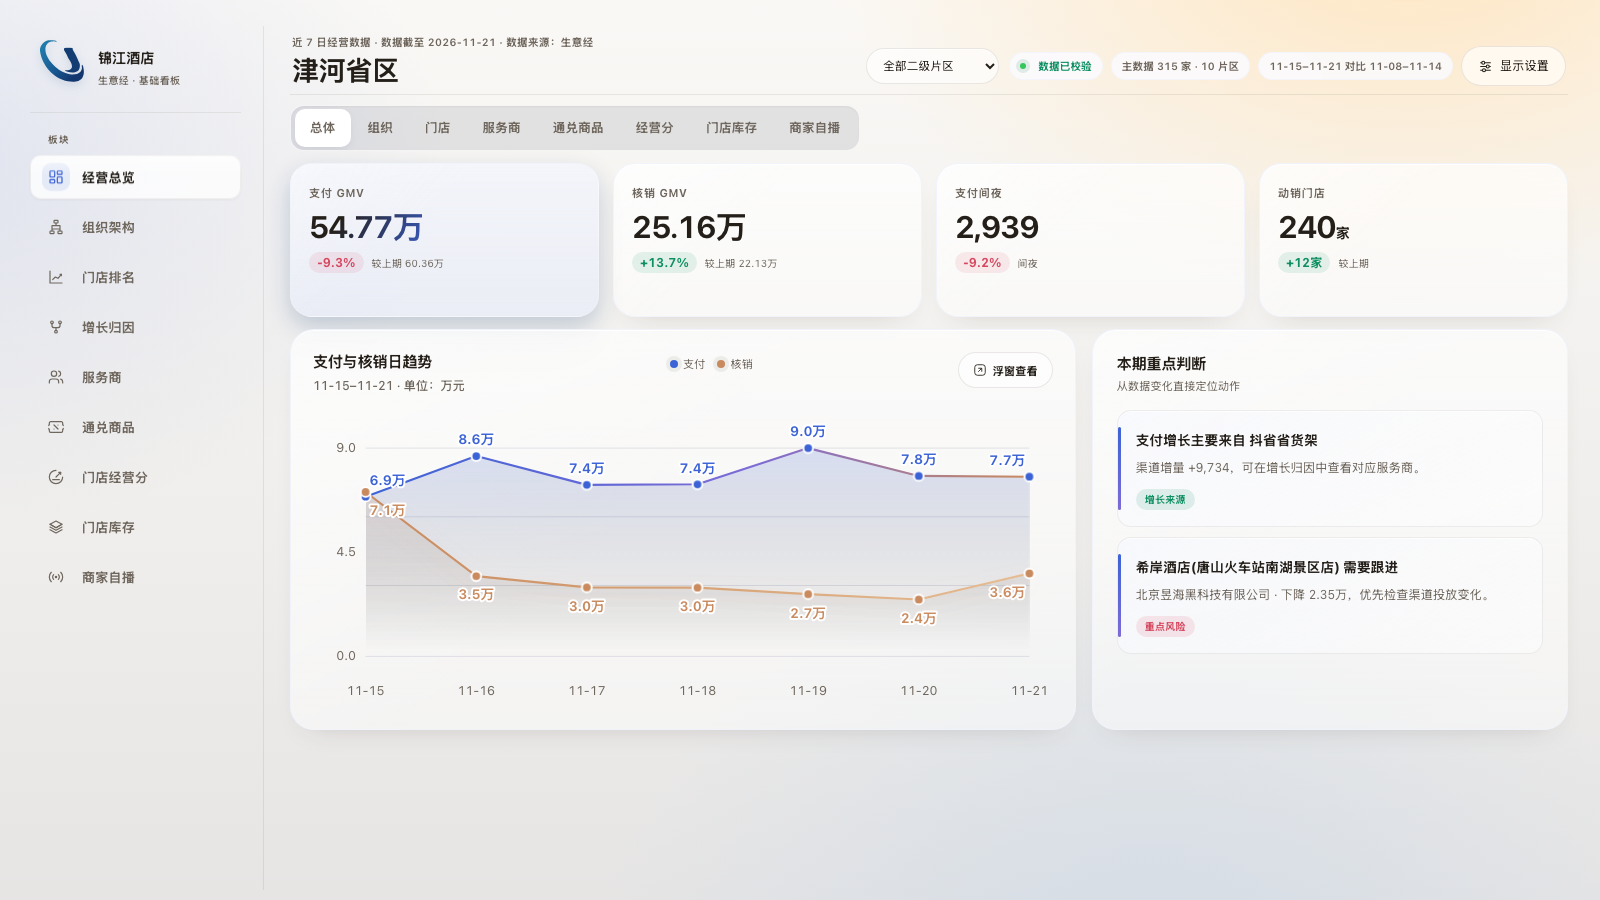 锦江酒店
生意经 · 基础看板
板块
经营总览
组织架构
门店排名
增长归因
服务商
通兑商品
门店经营分
门店库存
商家自播
近 7 日经营数据 · 数据截至 2026-11-21 · 数据来源：生意经
津河省区
全部二级片区
数据已校验
主数据 315 家 · 10 片区
11-15–11-21 对比 11-08–11-14
显示设置
总体 组织 门店 服务商 通兑商品 经营分 门店库存 商家自播
支付 GMV
54.77万
-9.3% 较上期 60.36万
核销 GMV
25.16万
+13.7% 较上期 22.13万
支付间夜
2,939
-9.2% 间夜
动销门店
240家
+12家 较上期
支付与核销日趋势
11-15–11-21 · 单位：万元
支付 核销
浮窗查看
9.0
4.5
0.0
6.9万 8.6万 7.4万 7.4万 9.0万 7.8万 7.7万
7.1万 3.5万 3.0万 3.0万 2.7万 2.4万 3.6万
11-15 11-16 11-17 11-18 11-19 11-20 11-21
本期重点判断
从数据变化直接定位动作
支付增长主要来自 抖省省货架
渠道增量 +9,734，可在增长归因中查看对应服务商。
增长来源
希岸酒店(唐山火车站南湖景区店) 需要跟进
北京昱海黑科技有限公司 · 下降 2.35万，优先检查渠道投放变化。
重点风险